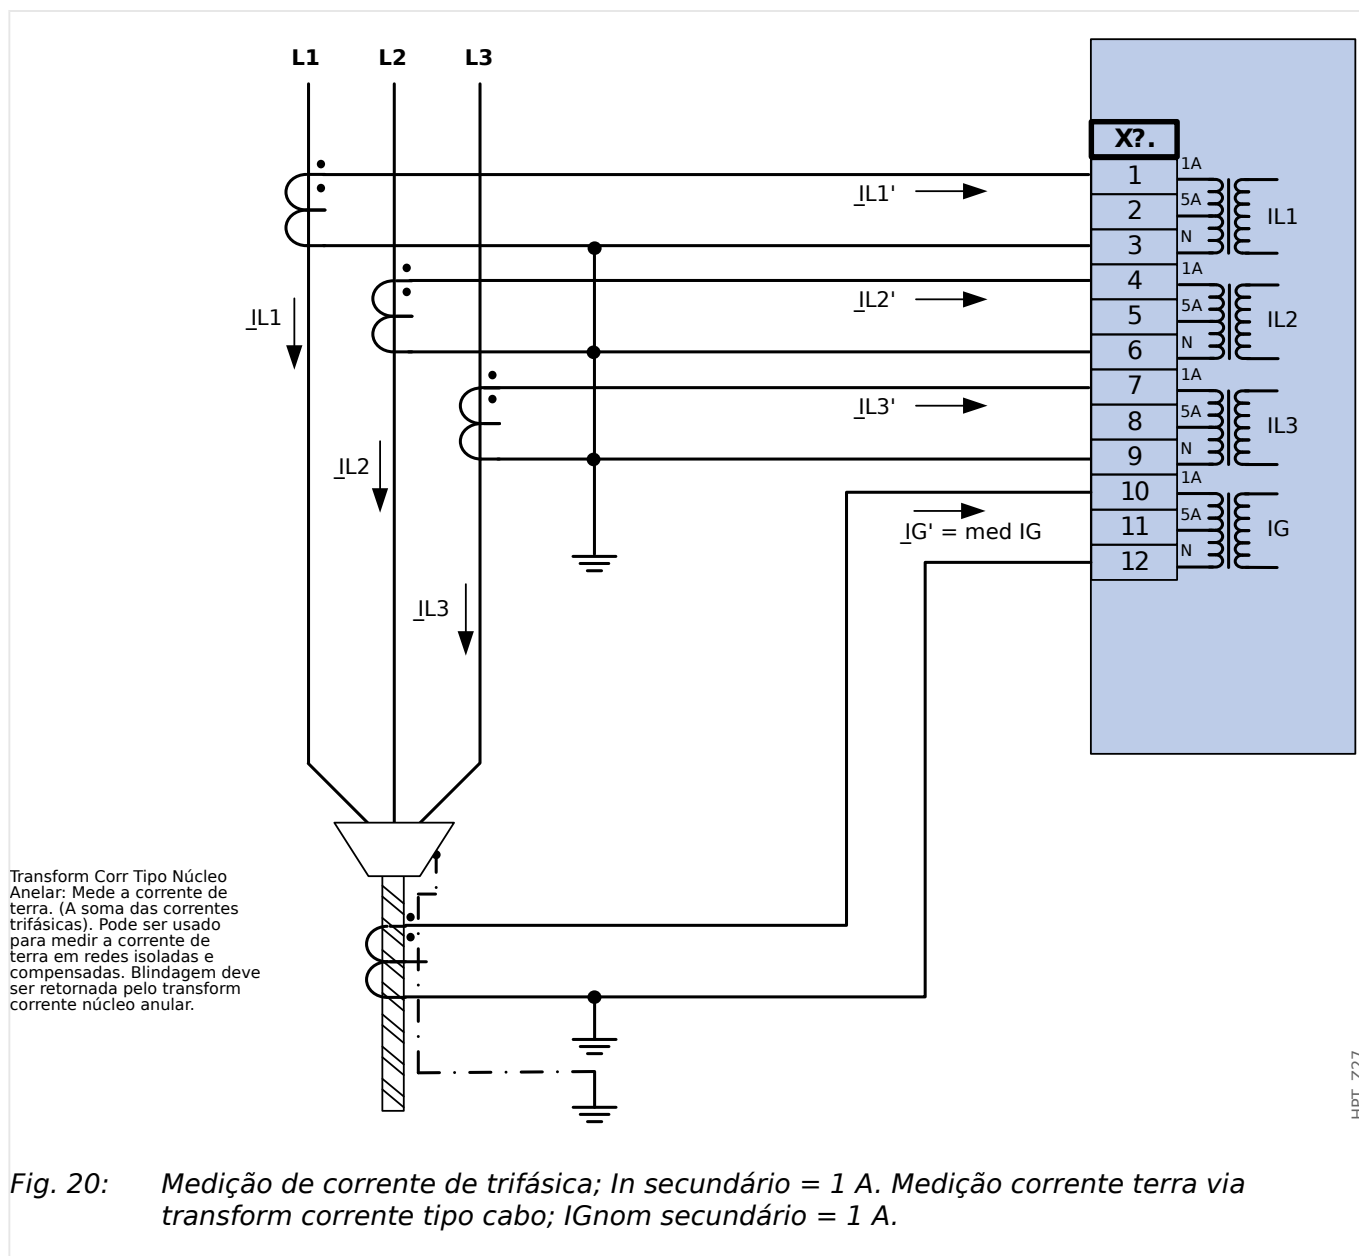 L1 L2 L3
X?.
1 1A
2 5A
3 N
IL1
IL1'
4 1A
5 5A
6 N
IL2
IL2'
7 1A
8 5A
9 N
IL3
IL3'
10 1A
11 5A
12 N
IG
IG' = med IG
IL1
IL2
IL3
Transform Corr Tipo Núcleo
Anelar: Mede a corrente de
terra. (A soma das correntes
trifásicas). Pode ser usado
para medir a corrente de
terra em redes isoladas e
compensadas. Blindagem deve
ser retornada pelo transform
corrente núcleo anular.
Fig. 20: Medição de corrente de trifásica; In secundário = 1 A. Medição corrente terra via
transform corrente tipo cabo; IGnom secundário = 1 A.